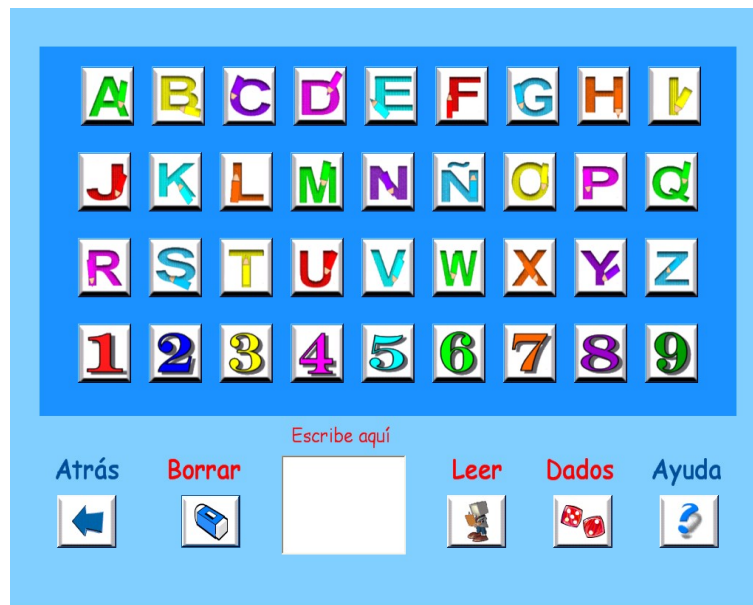 A B C D E F G H I
J K L M N Ñ O P Q
R S T U V W X Y Z
1 2 3 4 5 6 7 8 9
Escribe aquí
Atrás Borrar Leer Dados Ayuda